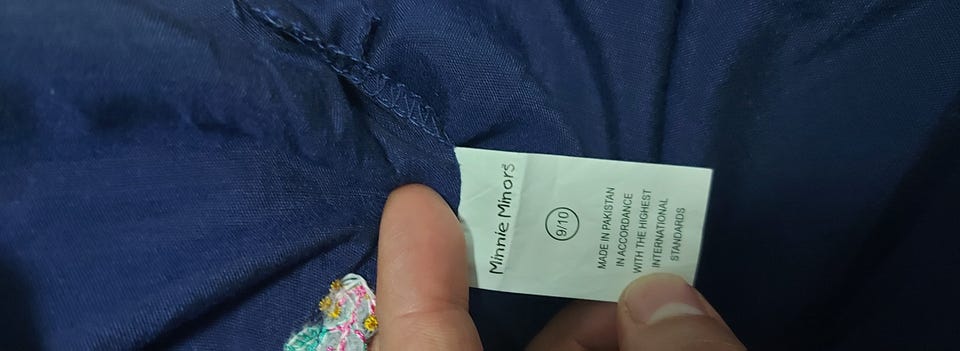 Minnie Minors
9/10
MADE IN PAKISTAN
IN ACCORDANCE
WITH THE HIGHEST
INTERNATIONAL
STANDARDS